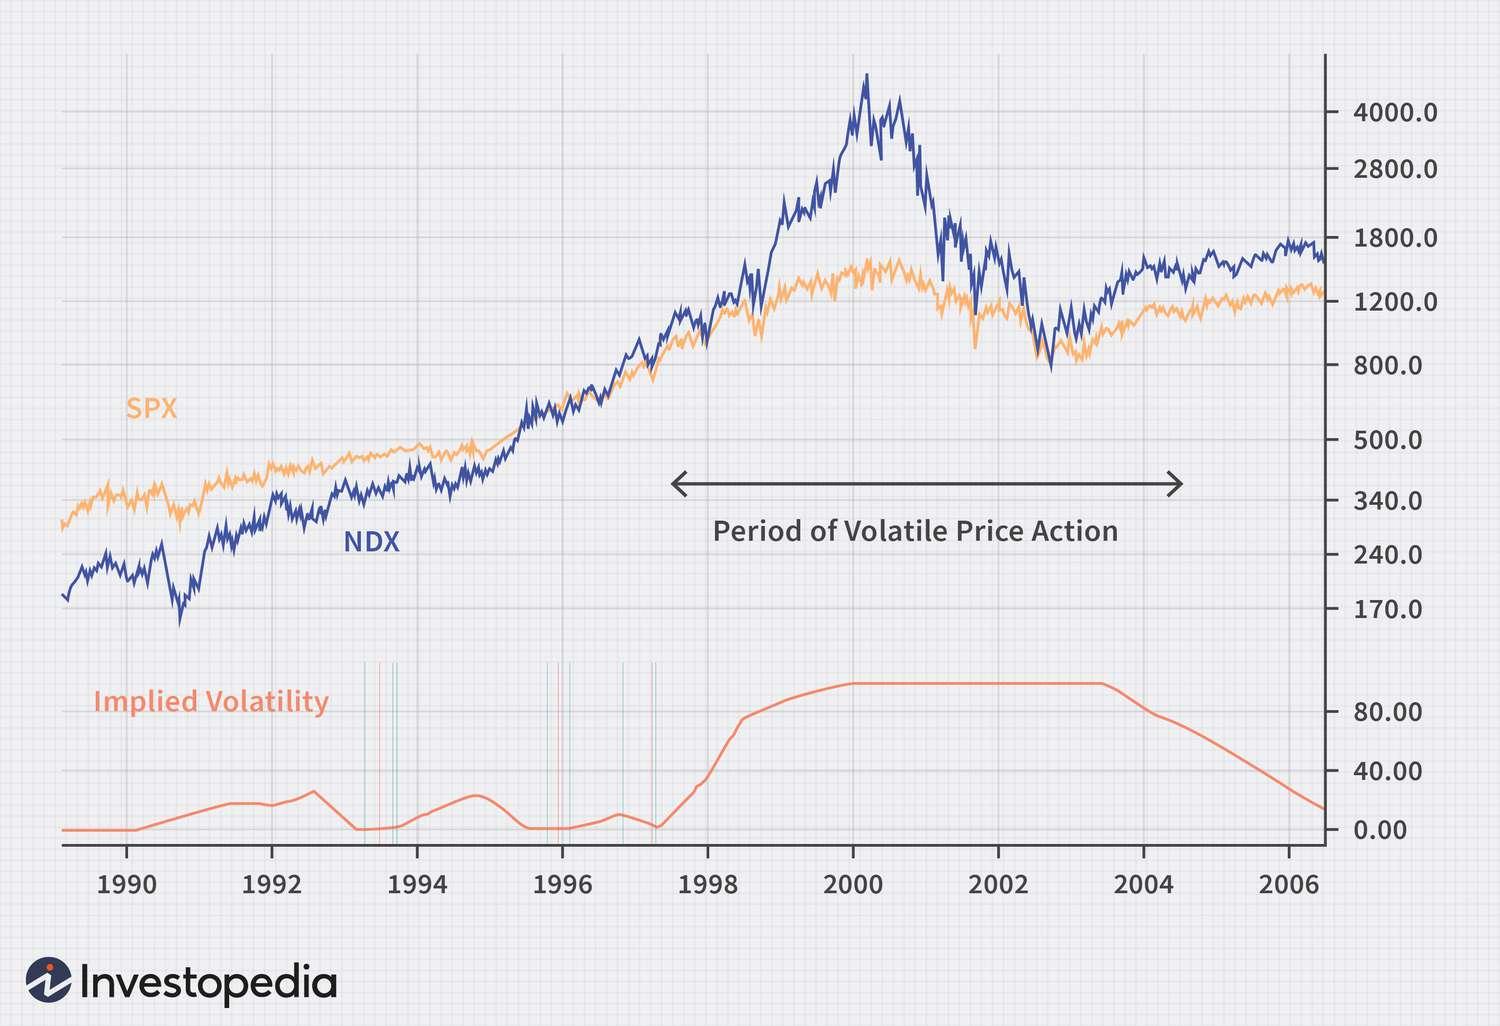 4000.0
2800.0
1800.0
1200.0
800.0
SPX
500.0
340.0
Period of Volatile Price Action
NDX
240.0
170.0
Implied Volatility
80.00
40.00
0.00
1990 1992 1994 1996 1998 2000 2002 2004 2006
Investopedia